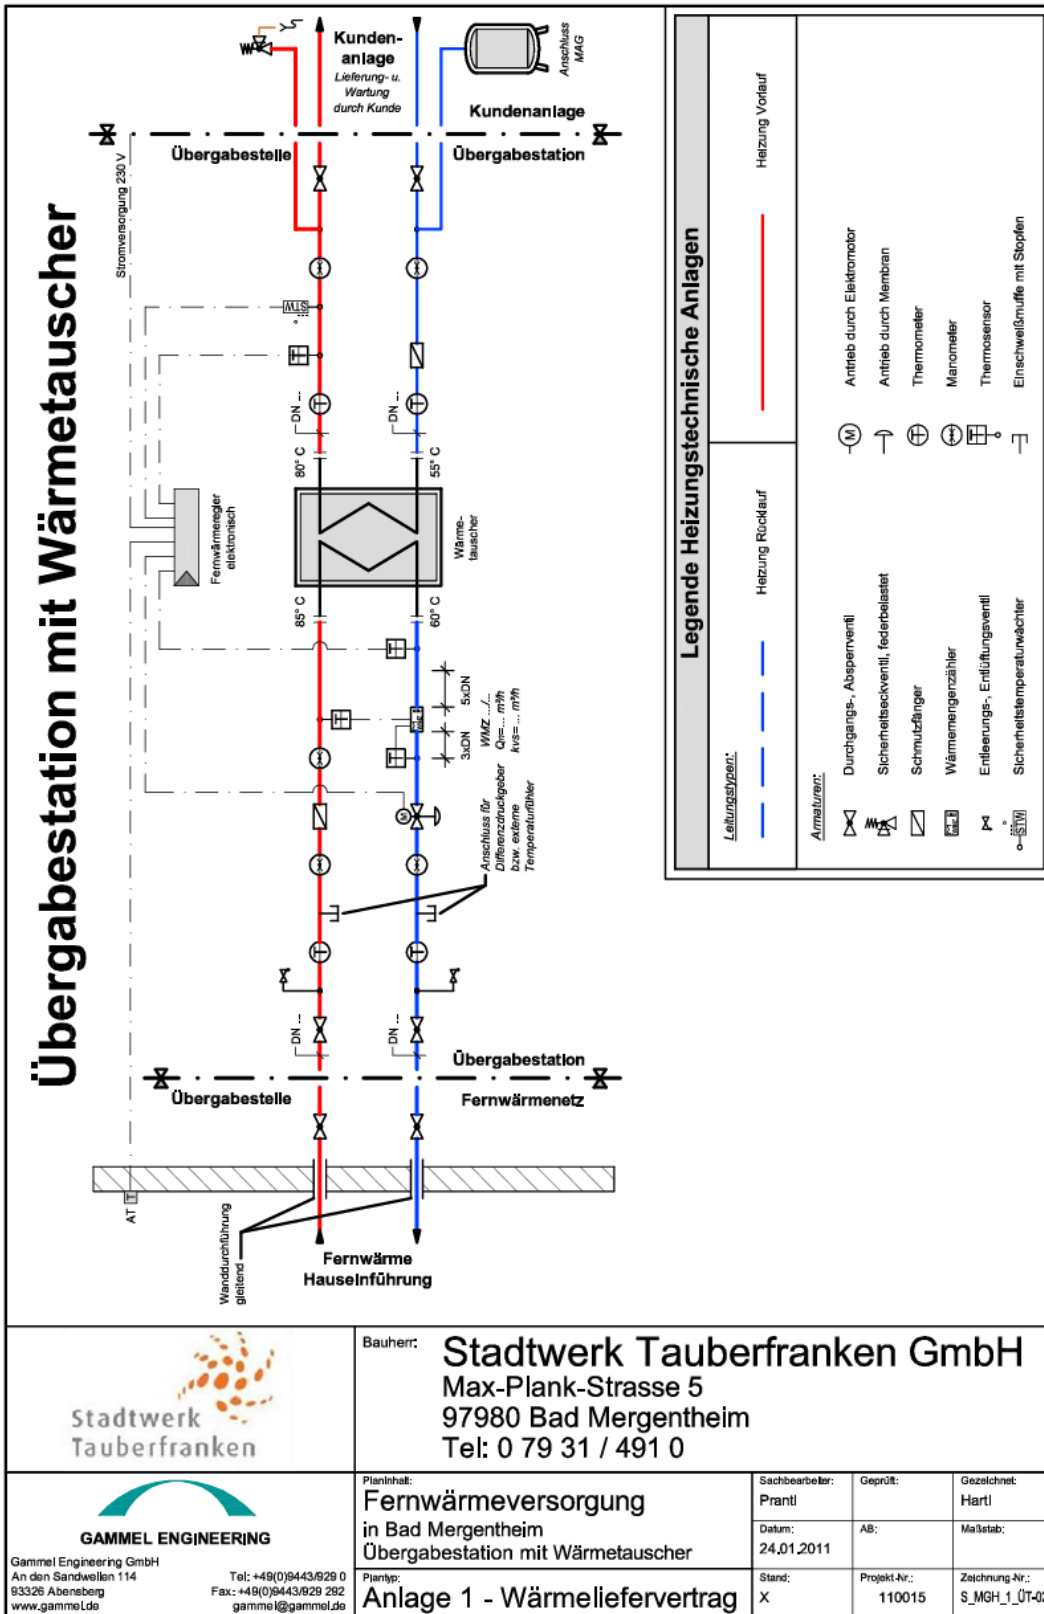 Übergabestation mit Wärmetauscher
Kunden-
anlage
Lieferung- u.
Wartung
durch Kunde
Anschluss
MAG
Kundenanlage
Übergabestelle
Übergabestation
Stromversorgung 230 V
STW
T
DN ...
T
DN ...
T
80° C
55° C
Fernwärmeregler
elektronisch
Wärme-
tauscher
85° C
60° C
T
T
T
3xDN
5xDN
WMZ .../...
Qn=... m³/h
kvs=... m³/h
M
Anschluss für
Differenzdruckgeber
bzw. externe
Temperaturfühler
T
T
DN ...
DN ...
Übergabestation
Übergabestelle
Fernwärmenetz
AT
T
Wanddurchführung
gleitend
Fernwärme
Hauseinführung
Legende Heizungstechnische Anlagen
Leitungstypen:
Heizung Rücklauf
Heizung Vorlauf
Armaturen:
Durchgangs-, Absperrventil
Sicherheitseckventil, federbelastet
Schmutzfänger
Wärmemengenzähler
Entleerungs-, Entlüftungsventil
STW
Sicherheitstemperaturwächter
M
Antrieb durch Elektromotor
Antrieb durch Membran
T
Thermometer
Manometer
T
Thermosensor
Einschweißmuffe mit Stopfen
Stadtwerk
Tauberfranken
Bauherr:
Stadtwerk Tauberfranken GmbH
Max-Plank-Strasse 5
97980 Bad Mergentheim
Tel: 0 79 31 / 491 0
GAMMEL ENGINEERING
Gammel Engineering GmbH
An den Sandwellen 114
93326 Abensberg
www.gammel.de
Tel: +49(0)9443/929 0
Fax: +49(0)9443/929 292
gammel@gammel.de
Planinhalt:
Fernwärmeversorgung
in Bad Mergentheim
Übergabestation mit Wärmetauscher
Plantyp:
Anlage 1 - Wärmeliefervertrag
Sachbearbeiter:
Prantl
Geprüft:
Gezeichnet:
Hartl
Datum:
24.01.2011
AB:
Maßstab:
Stand:
X
Projekt-Nr.:
110015
Zeichnung-Nr.:
S_MGH_1_ÜT-02